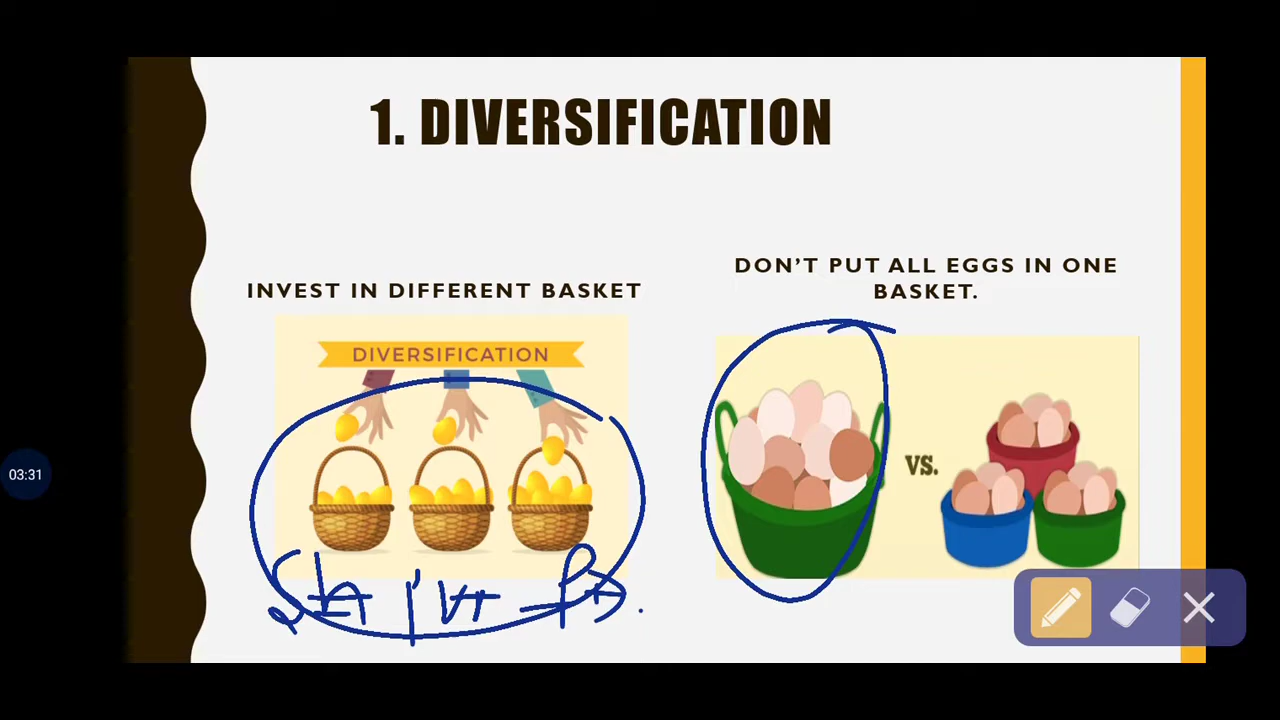 1. DIVERSIFICATION
INVEST IN DIFFERENT BASKET
DIVERSIFICATION
DON'T PUT ALL EGGS IN ONE
BASKET.
VS.
03:31